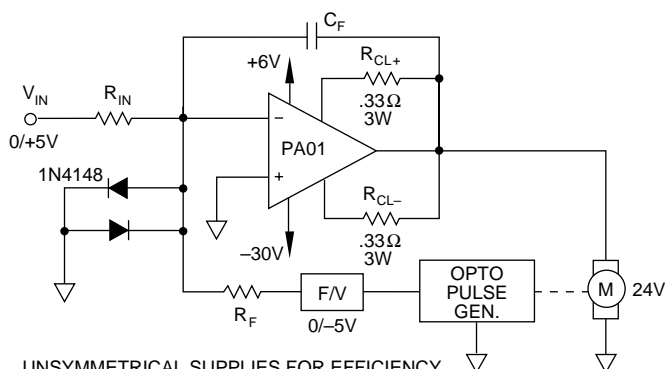 C_F
+6V
R_CL+
.33Ω
3W
V_IN
R_IN
0/+5V
–
PA01
+
1N4148
R_CL–
.33Ω
3W
–30V
R_F
F/V
0/–5V
OPTO
PULSE
GEN.
M
24V
UNSYMMETRICAL SUPPLIES FOR EFFICIENCY